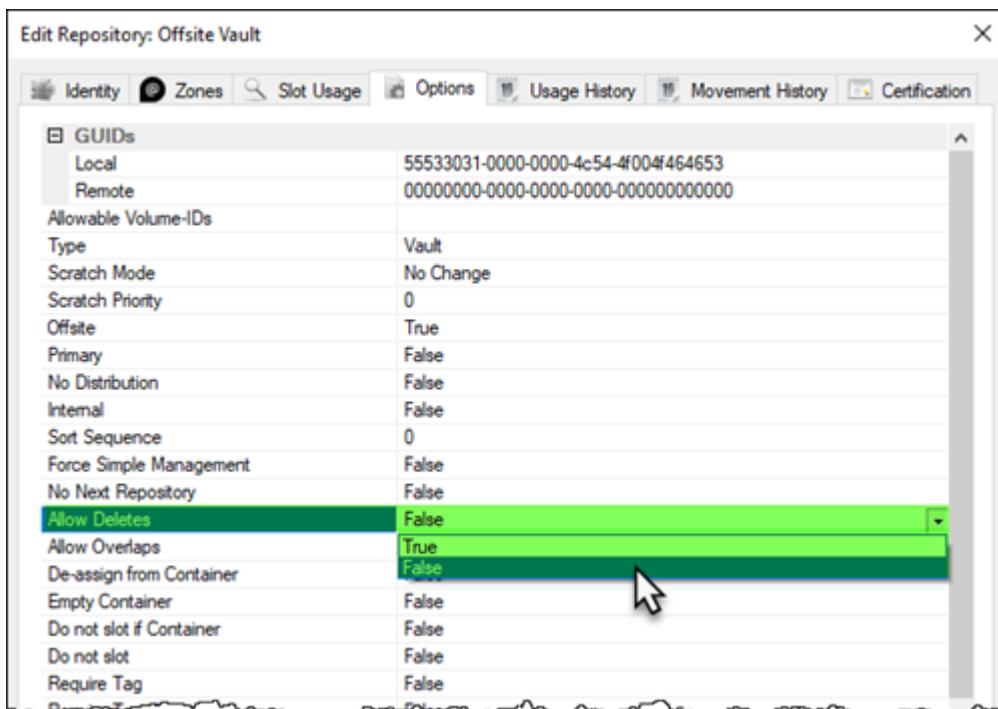 Edit Repository: Offsite Vault
Identity Zones Slot Usage Options Usage History Movement History Certification
GUIDs
Local 55533031-0000-0000-4c54-4f004f464653
Remote 00000000-0000-0000-0000-000000000000
Allowable Volume-IDs
Type Vault
Scratch Mode No Change
Scratch Priority 0
Offsite True
Primary False
No Distribution False
Internal False
Sort Sequence 0
Force Simple Management False
No Next Repository False
Allow Deletes False
Allow Overlaps True
De-assign from Container False
Empty Container False
Do not slot if Container False
Do not slot False
Require Tag False